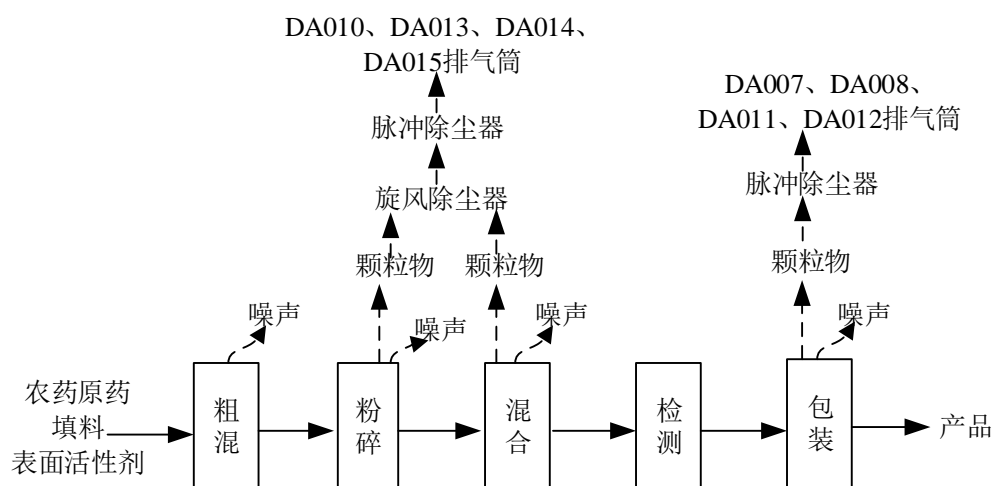 DA010、DA013、DA014、
DA015排气筒
DA007、DA008、
DA011、DA012排气筒
脉冲除尘器
脉冲除尘器
旋风除尘器
颗粒物
颗粒物
颗粒物
噪声
噪声
噪声
噪声
农药原药
填料
表面活性剂
粗混
粉碎
混合
检测
包装
产品